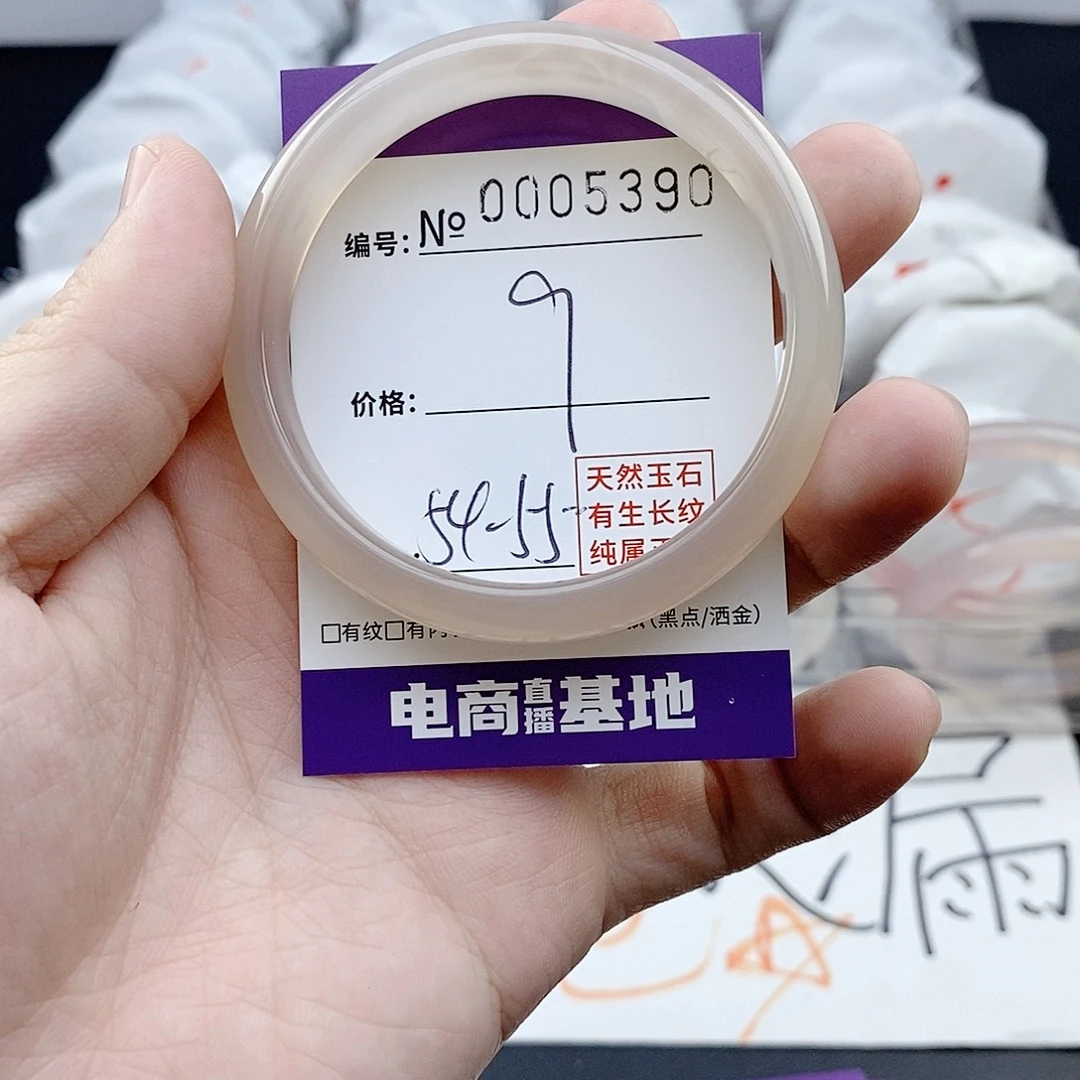 编号: № 0005390
9
价格:
54-55
天然玉石
有生长纹
纯属
□有纹□有
(黑点/洒金)
电商直播基地
漏